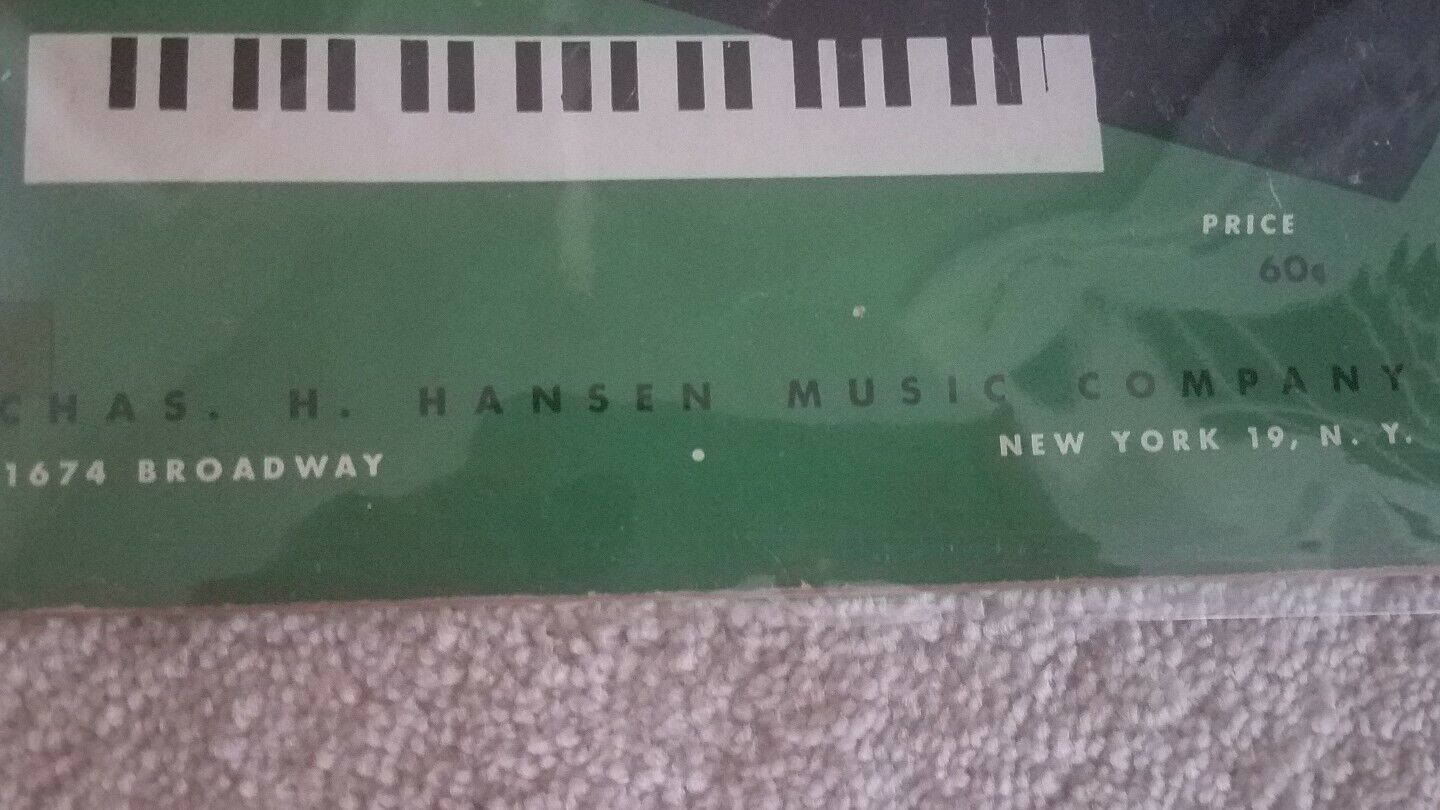 PRICE
60¢
CHAS. H. HANSEN MUSIC COMPANY
1674 BROADWAY • NEW YORK 19, N. Y.